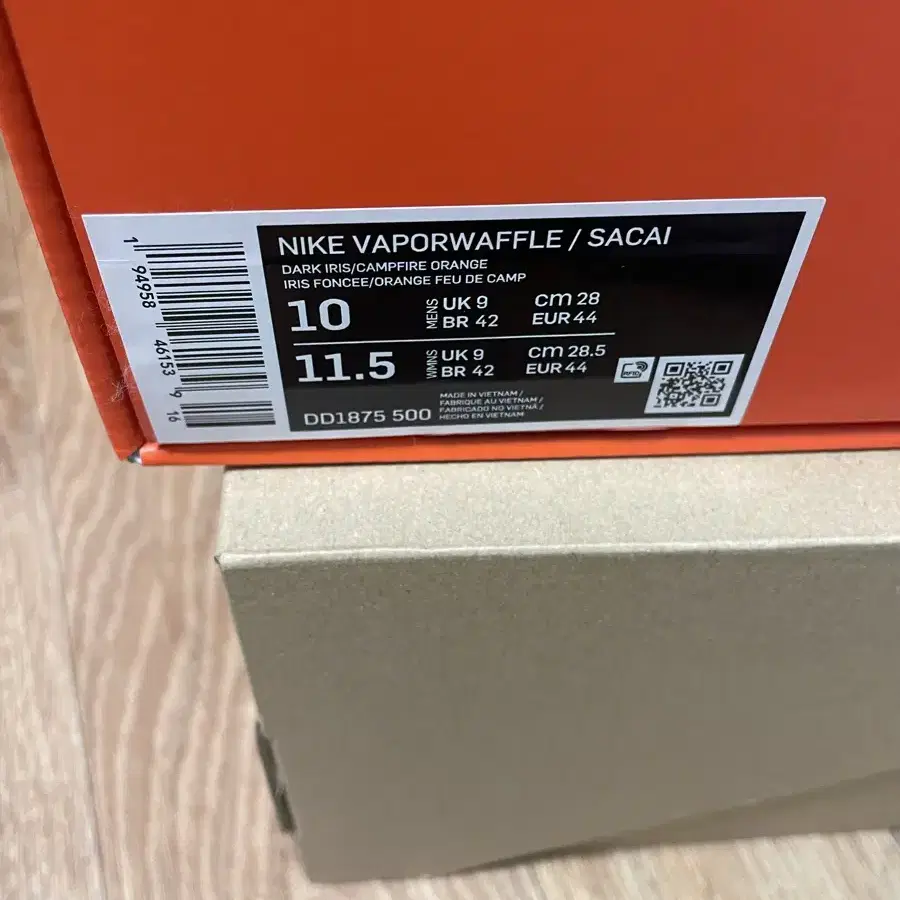 NIKE VAPORWAFFLE / SACAI
DARK IRIS/CAMPFIRE ORANGE
IRIS FONCEE/ORANGE FEU DE CAMP
10 MENS UK 9 cm 28
BR 42 EUR 44
11.5 WMNS UK 9 cm 28.5
BR 42 EUR 44
RFID
DD1875 500
MADE IN VIETNAM /
FABRIQUE AU VIETNAM /
FABRICADO NO VIETNÃ /
HECHO EN VIETNAM
1 94958 46153 9 16